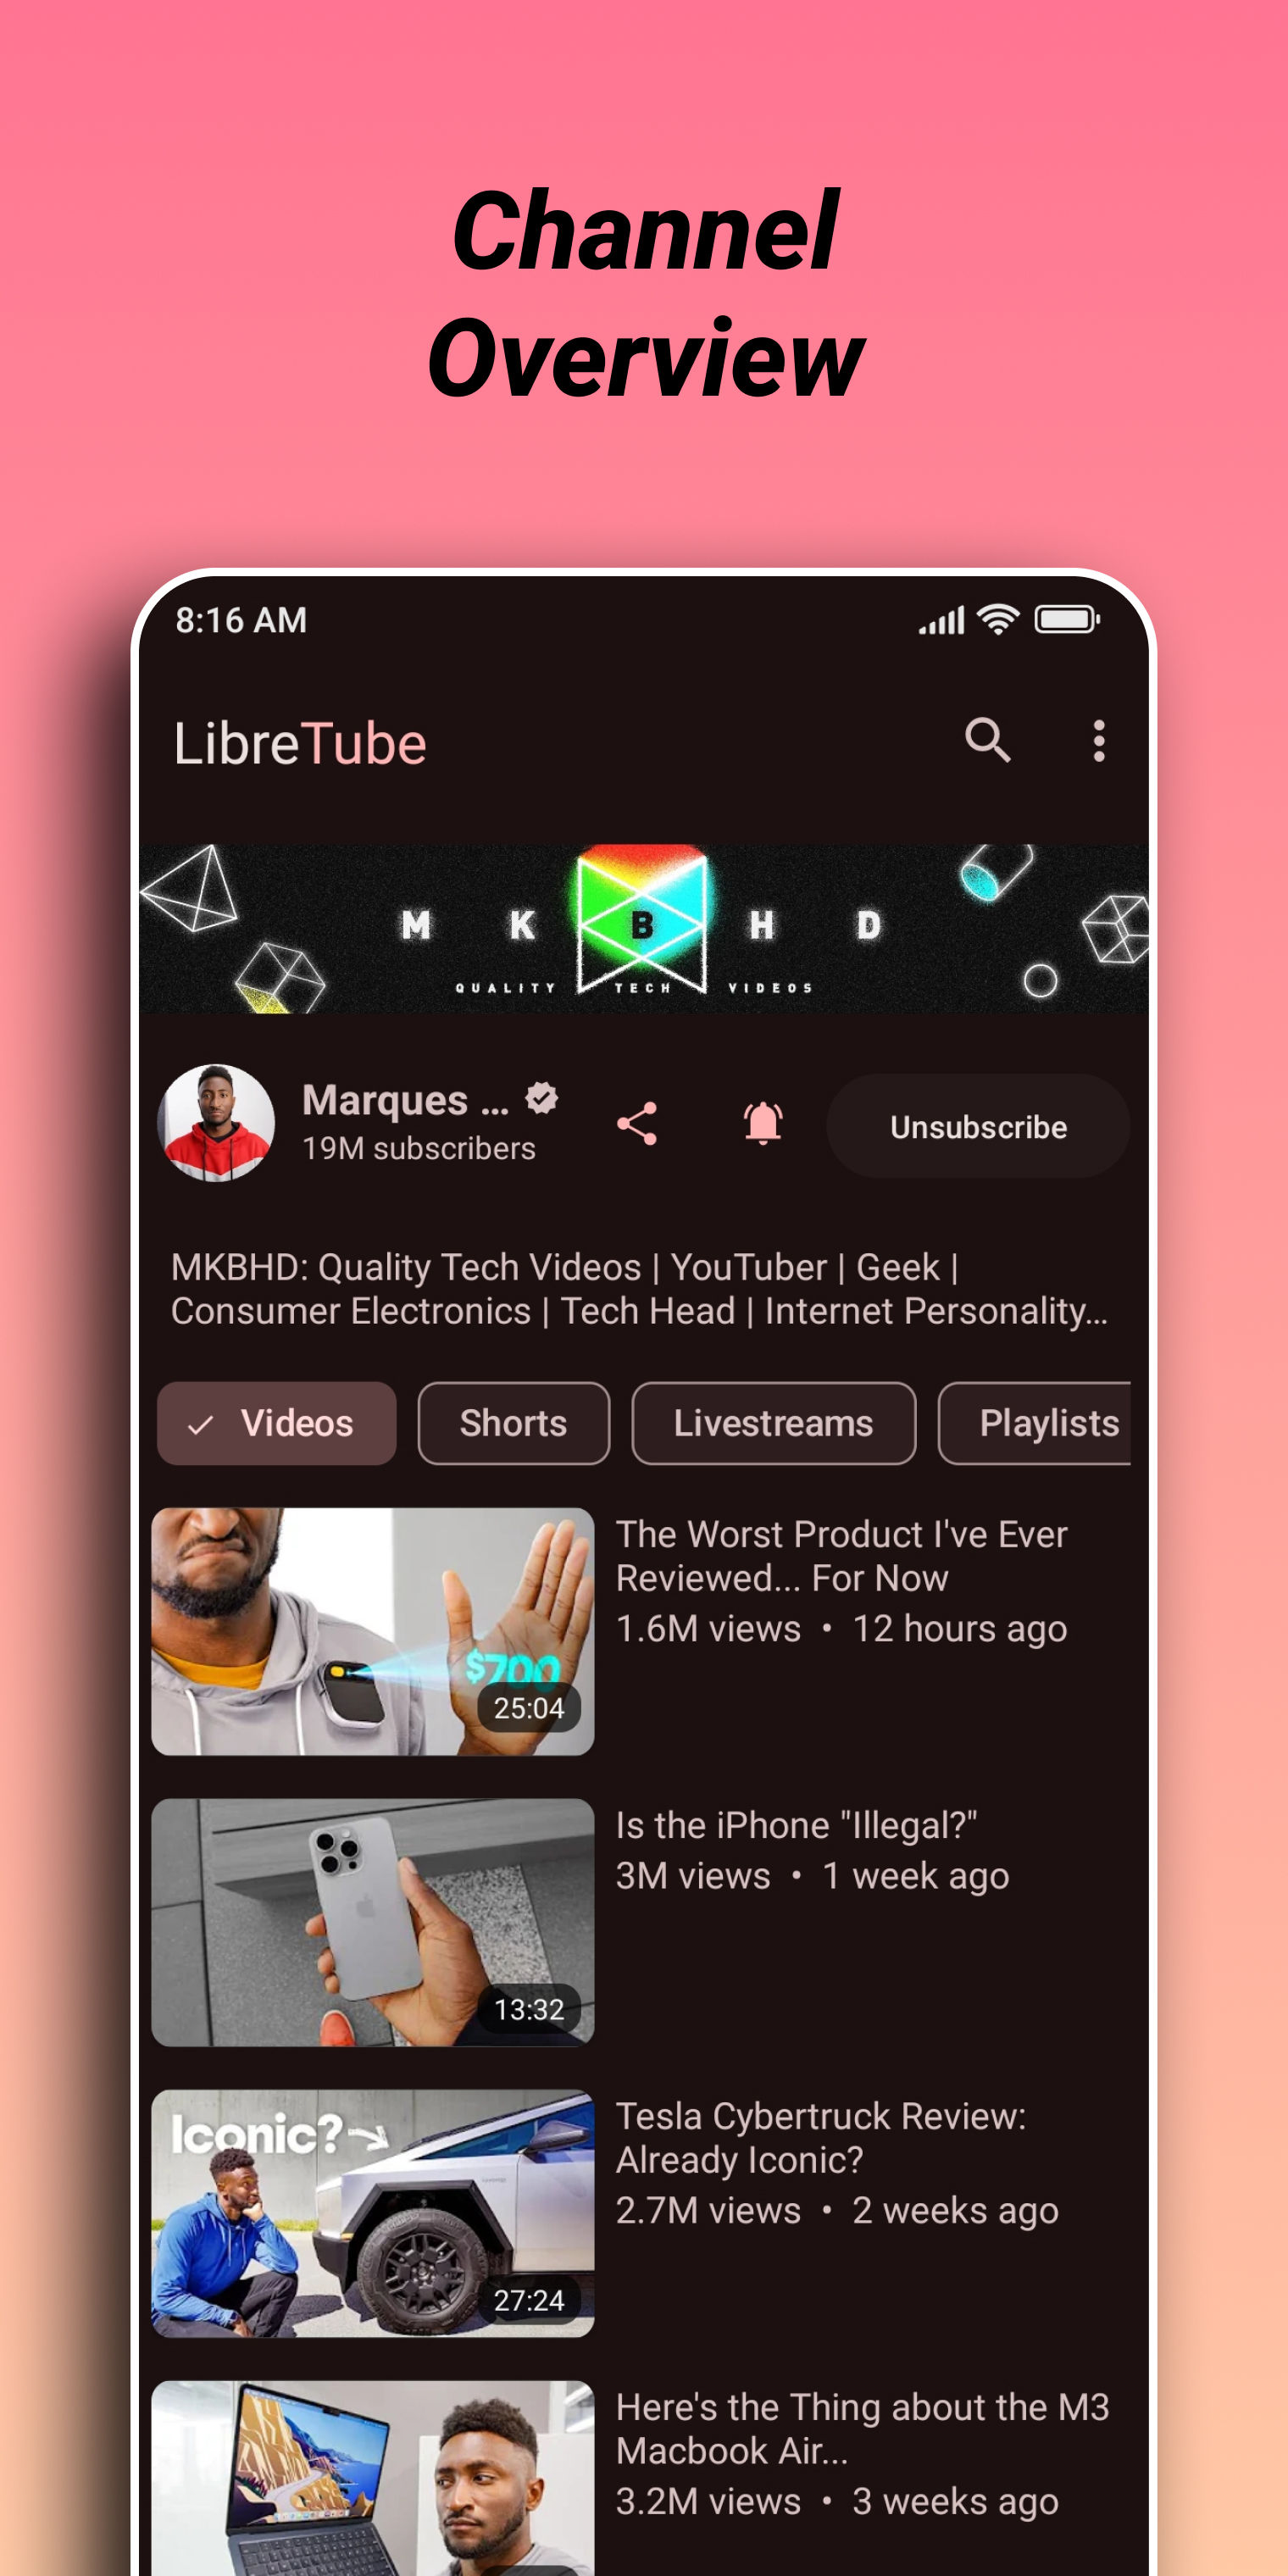 Channel
Overview
8:16 AM
LibreTube
M K B H D
QUALITY TECH VIDEOS
Marques ...
19M subscribers
Unsubscribe
MKBHD: Quality Tech Videos | YouTuber | Geek |
Consumer Electronics | Tech Head | Internet Personality...
Videos
Shorts
Livestreams
Playlists
$700
25:04
The Worst Product I've Ever
Reviewed... For Now
1.6M views • 12 hours ago
13:32
Is the iPhone "Illegal?"
3M views • 1 week ago
Iconic?
27:24
Tesla Cybertruck Review:
Already Iconic?
2.7M views • 2 weeks ago
Here's the Thing about the M3
Macbook Air...
3.2M views • 3 weeks ago